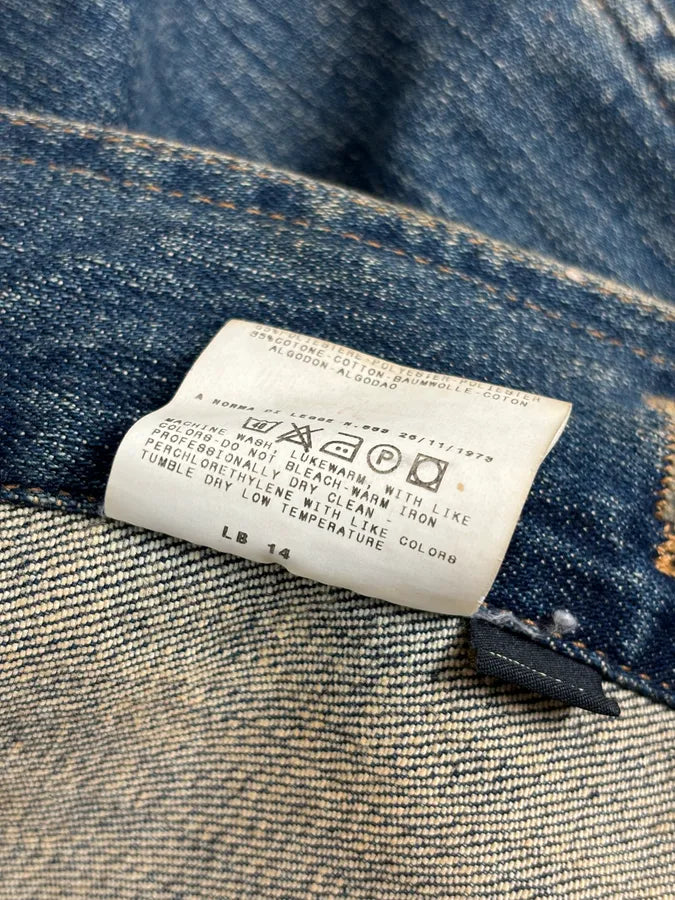 %POLIESTERE-POLYESTER-POLIESTER
%COTONE-COTTON-BAUMWOLLE-COTON
ALGODON-ALGODAO
A NORMA DI LEGGE N.883 26/11/1973
40 P
MACHINE WASH, LUKEWARM, WITH LIKE
COLORS-DO NOT BLEACH-WARM IRON
PROFESSIONALLY DRY CLEAN -
PERCHLORETHYLENE WITH LIKE COLORS
TUMBLE DRY LOW TEMPERATURE
LB 14